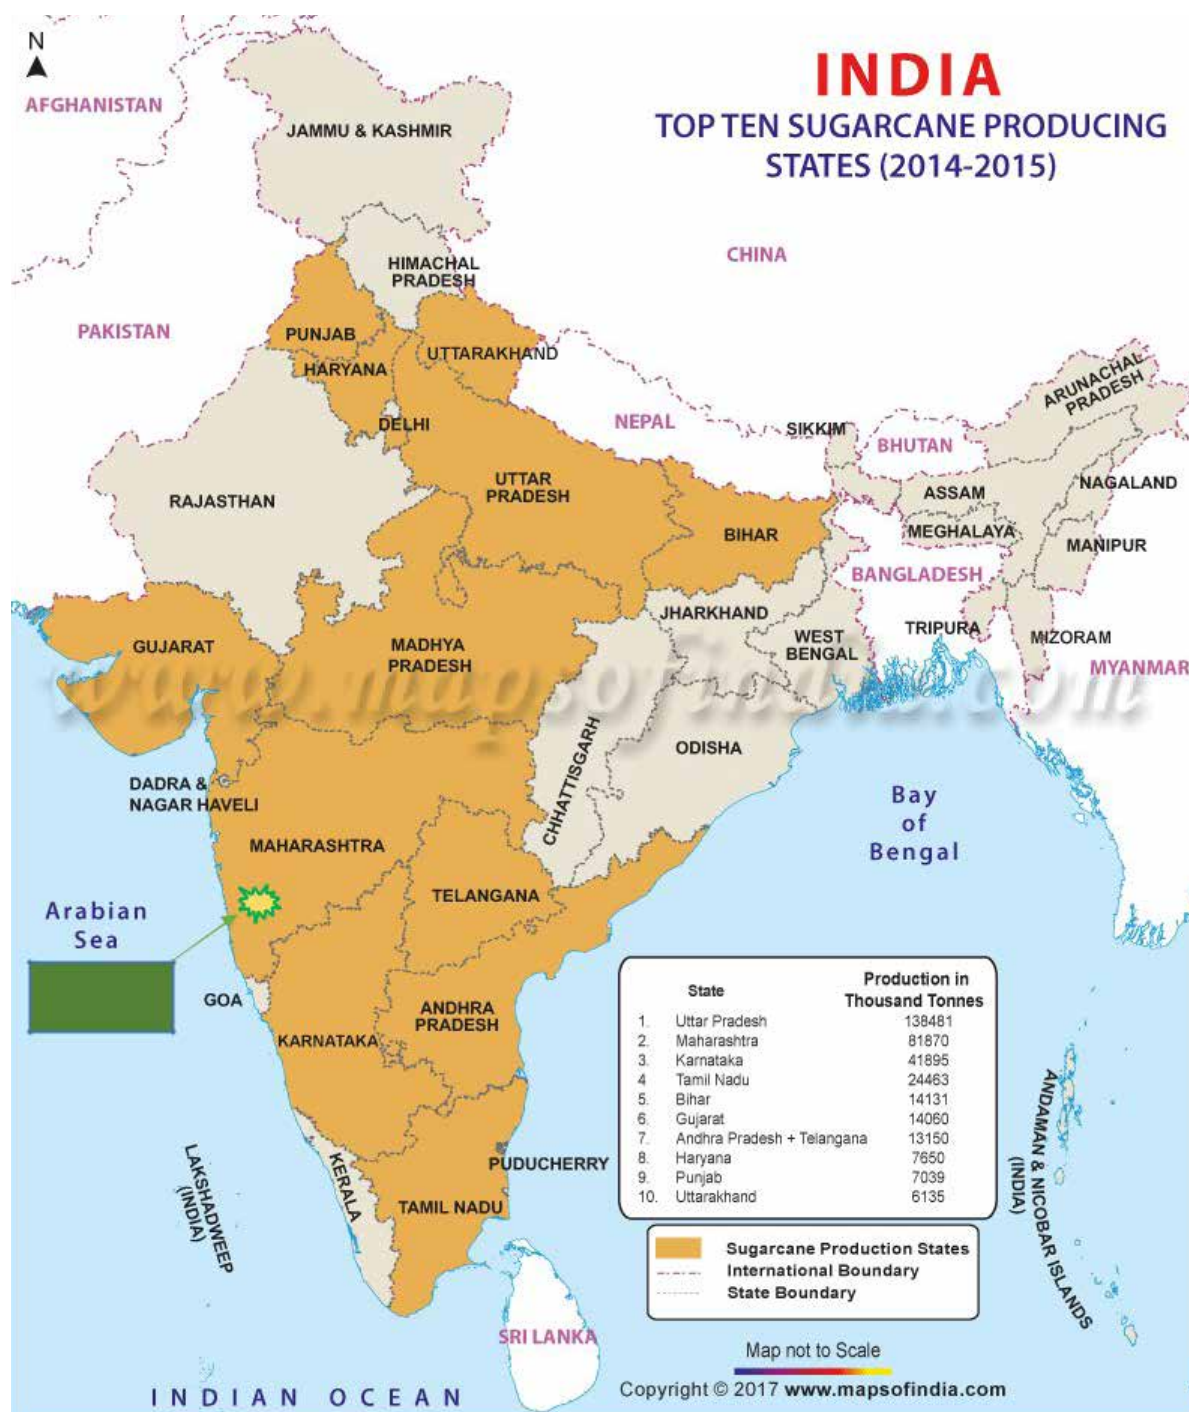 N
INDIA
TOP TEN SUGARCANE PRODUCING
STATES (2014-2015)
AFGHANISTAN
JAMMU & KASHMIR
CHINA
HIMACHAL
PRADESH
PAKISTAN
PUNJAB
UTTARAKHAND
HARYANA
ARUNACHAL
PRADESH
DELHI
NEPAL
SIKKIM
BHUTAN
RAJASTHAN
UTTAR
PRADESH
ASSAM
NAGALAND
BIHAR
MEGHALAYA
MANIPUR
BANGLADESH
JHARKHAND
GUJARAT
MADHYA
PRADESH
WEST
BENGAL
TRIPURA
MIZORAM
MYANMAR
www.mapsofindia.com
CHHATTISGARH
ODISHA
DADRA &
NAGAR HAVELI
Bay
of
Bengal
MAHARASHTRA
TELANGANA
Arabian
Sea
GOA
ANDHRA
PRADESH
KARNATAKA
State Production in
Thousand Tonnes
1. Uttar Pradesh 138481
2. Maharashtra 81870
3. Karnataka 41895
4 Tamil Nadu 24463
5. Bihar 14131
6. Gujarat 14060
7. Andhra Pradesh + Telangana 13150
8. Haryana 7650
9. Punjab 7039
10. Uttarakhand 6135
ANDAMAN & NICOBAR ISLANDS
(INDIA)
LAKSHADWEEP
(INDIA)
KERALA
PUDUCHERRY
TAMIL NADU
Sugarcane Production States
International Boundary
State Boundary
SRI LANKA
Map not to Scale
Copyright © 2017 www.mapsofindia.com
INDIAN OCEAN